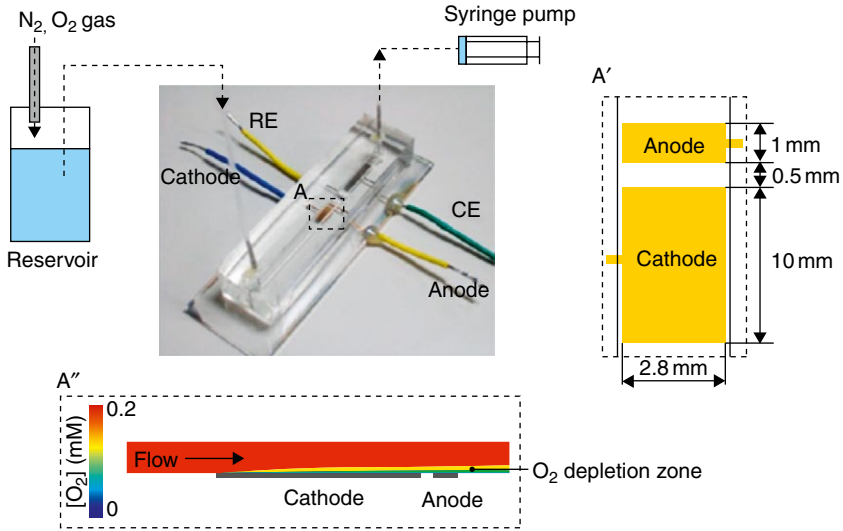 N₂, O₂ gas
Syringe pump
Reservoir
RE
Cathode
A
CE
Anode
A′
Anode
1 mm
0.5 mm
Cathode
10 mm
2.8 mm
A″
[O₂] (mM)
0.2
0
Flow
O₂ depletion zone
Cathode
Anode